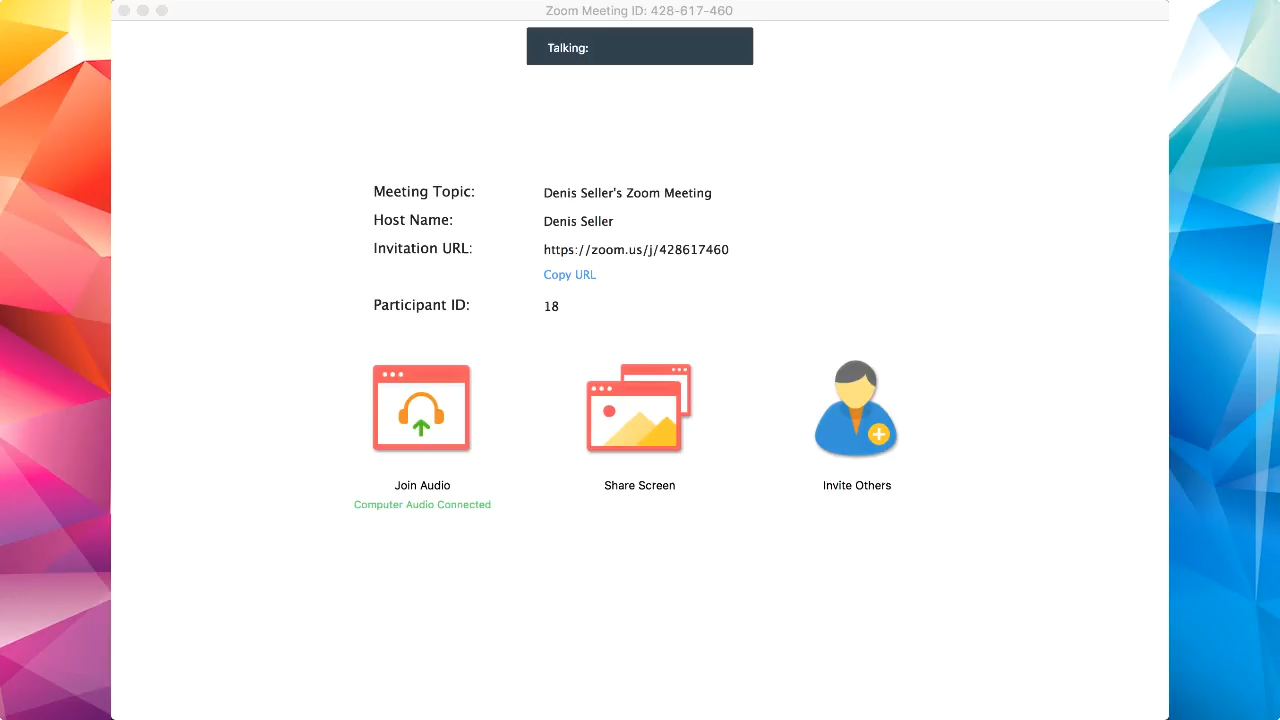 Zoom Meeting ID: 428-617-460
Talking:
Meeting Topic: Denis Seller's Zoom Meeting
Host Name: Denis Seller
Invitation URL: https://zoom.us/j/428617460
Copy URL
Participant ID: 18
Join Audio Share Screen Invite Others
Computer Audio Connected